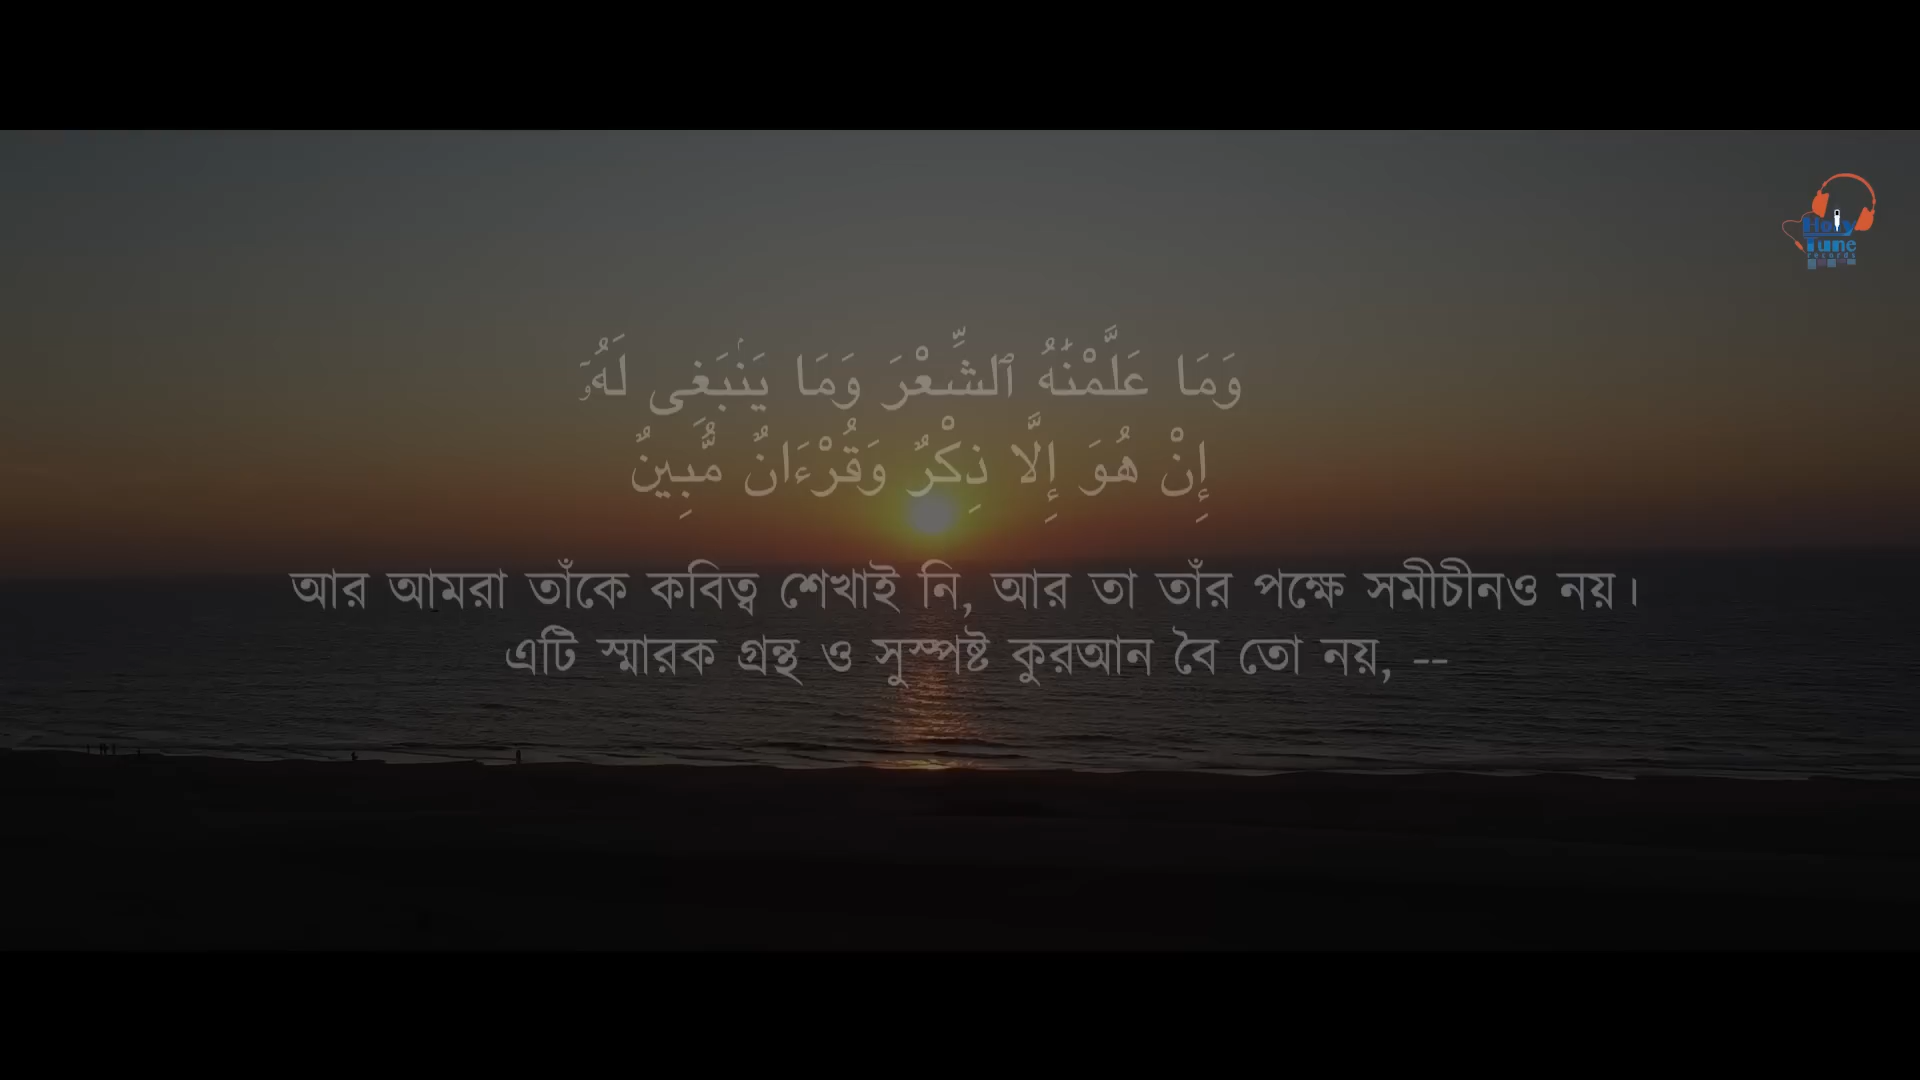 Holy
Tune
records
وَمَا عَلَّمْنَٰهُ ٱلشِّعْرَ وَمَا يَنۢبَغِى لَهُۥٓ
إِنْ هُوَ إِلَّا ذِكْرٌ وَقُرْءَانٌ مُّبِينٌ
আর আমরা তাঁকে কবিত্ব শেখাই নি, আর তা তাঁর পক্ষে সমীচীনও নয়।
এটি স্মারক গ্রন্থ ও সুস্পষ্ট কুরআন বৈ তো নয়, --